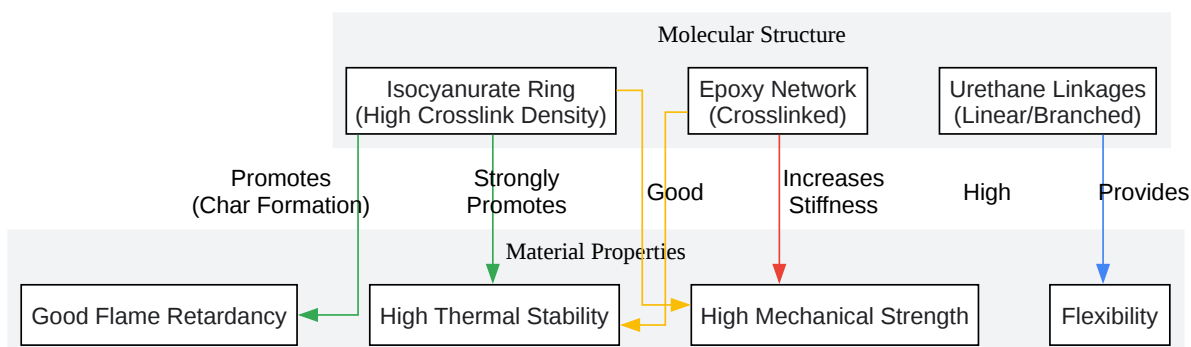 Molecular Structure
Isocyanurate Ring
(High Crosslink Density)
Epoxy Network
(Crosslinked)
Urethane Linkages
(Linear/Branched)
Promotes
(Char Formation)
Strongly
Promotes
Good
Increases
Stiffness
High
Provides
Material Properties
Good Flame Retardancy
High Thermal Stability
High Mechanical Strength
Flexibility